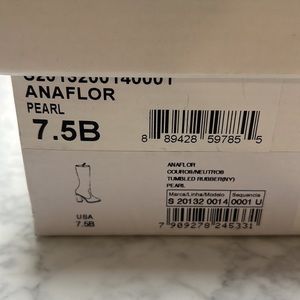 S2013200140001
ANAFLOR
PEARL
7.5B
8 89428 59785 5
ANAFLOR
COURO®/NEUTRO®
TUMBLED RUBBER(NY)
PEARL
Marca/Linha/Modelo Sequencia
S 20132 0014 0001 U
USA
7.5B
7 909278 245331